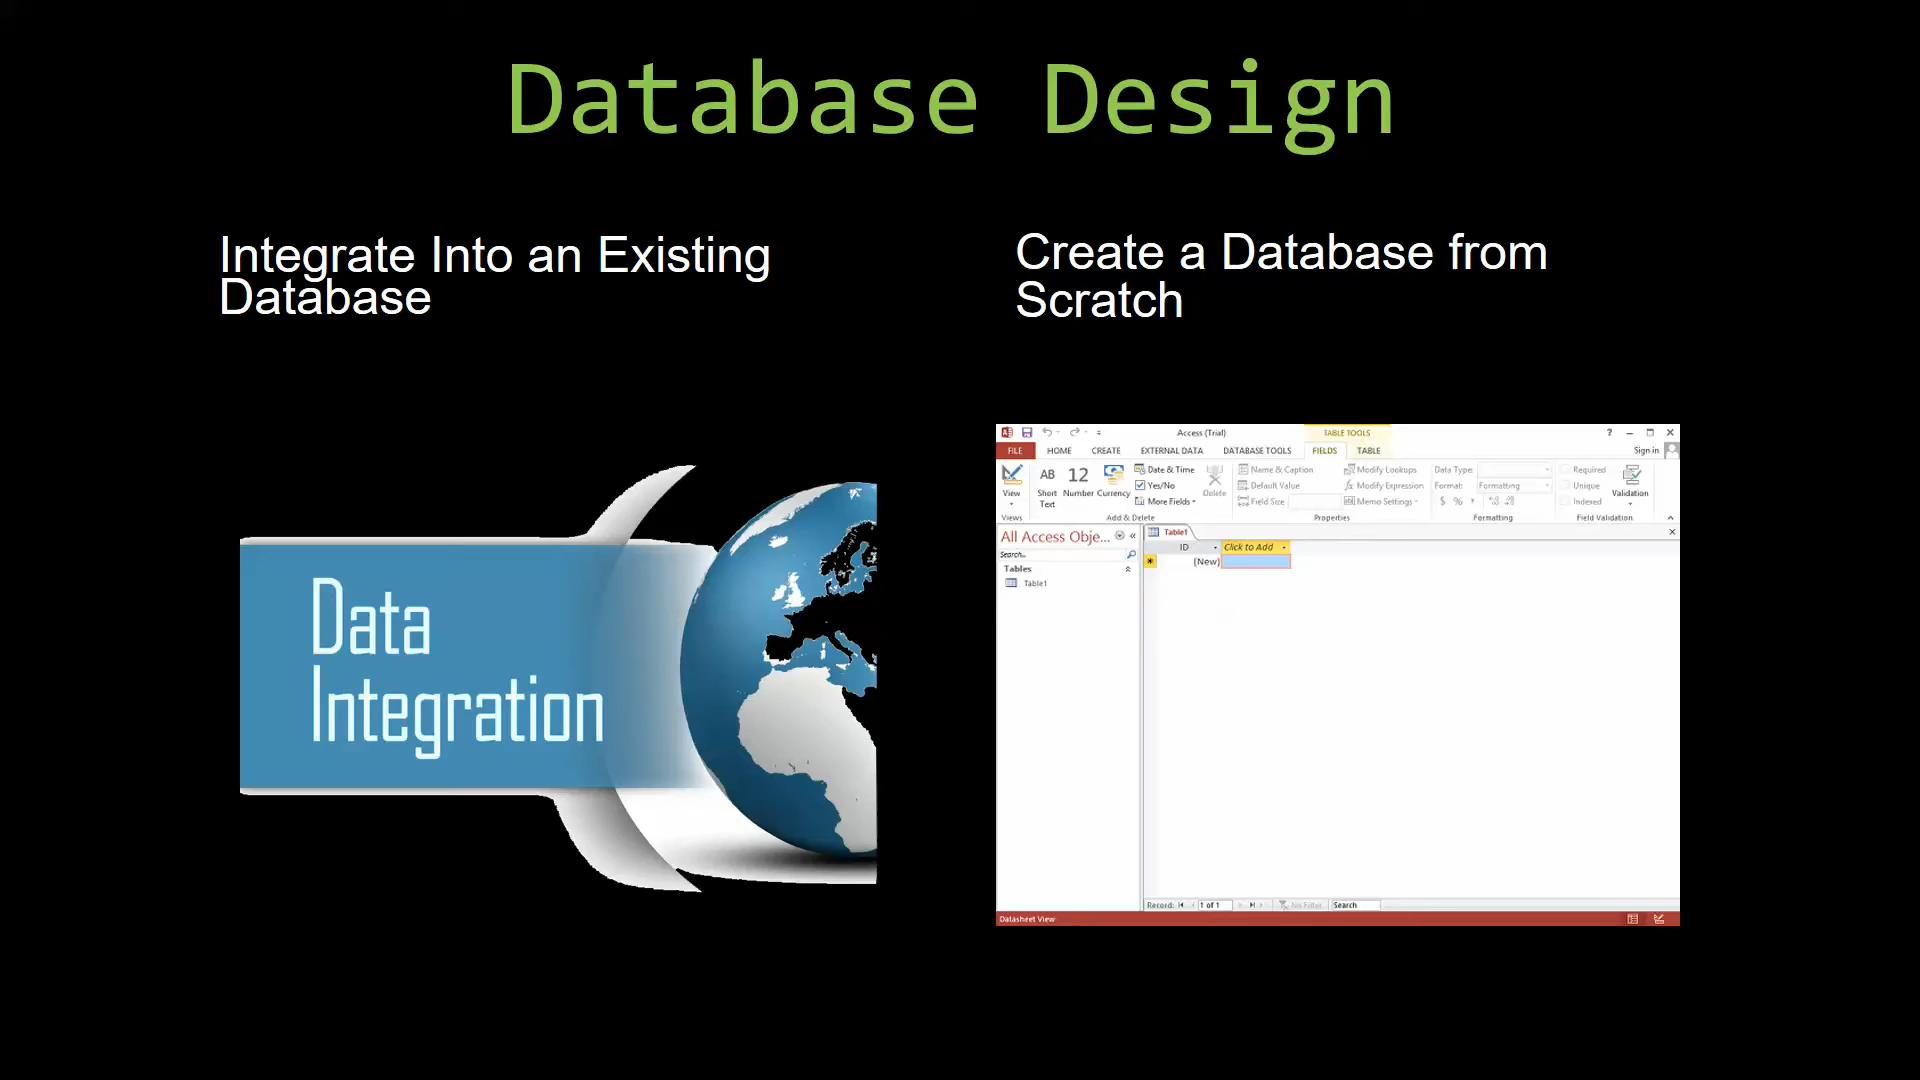 Database Design
Integrate Into an Existing
Database
Create a Database from
Scratch
Data
Integration
Access (Trial)
TABLE TOOLS
?
FILE
HOME
CREATE
EXTERNAL DATA
DATABASE TOOLS
FIELDS
TABLE
Sign in
View
AB
Short
Text
12
Number
Currency
Date & Time
Yes/No
More Fields
Delete
Name & Caption
Default Value
Field Size
Modify Lookups
Modify Expression
Memo Settings
Data Type:
Format:
Formatting
$ %
Required
Unique
Indexed
Validation
Views
Add & Delete
Properties
Formatting
Field Validation
All Access Obje...
Search...
Tables
Table1
Table1
ID
Click to Add
(New)
Record:
1 of 1
No Filter
Search
Datasheet View